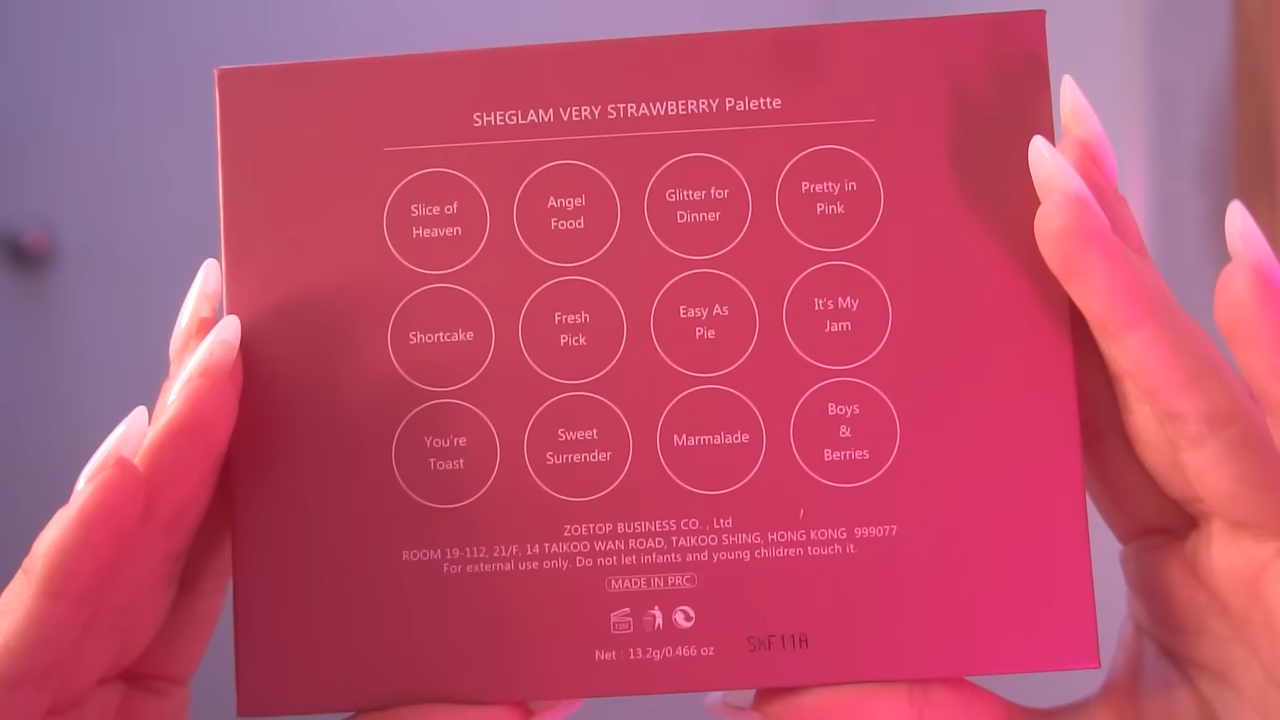 SHEGLAM VERY STRAWBERRY Palette
Slice of
Heaven
Angel
Food
Glitter for
Dinner
Pretty in
Pink
Shortcake
Fresh
Pick
Easy As
Pie
It's My
Jam
You're
Toast
Sweet
Surrender
Marmalade
Boys
&
Berries
ZOETOP BUSINESS CO. , Ltd
ROOM 19-112, 21/F, 14 TAIKOO WAN ROAD, TAIKOO SHING, HONG KONG 999077
For external use only. Do not let infants and young children touch it.
MADE IN PRC
12M
Net : 13.2g/0.466 oz
SXF11A